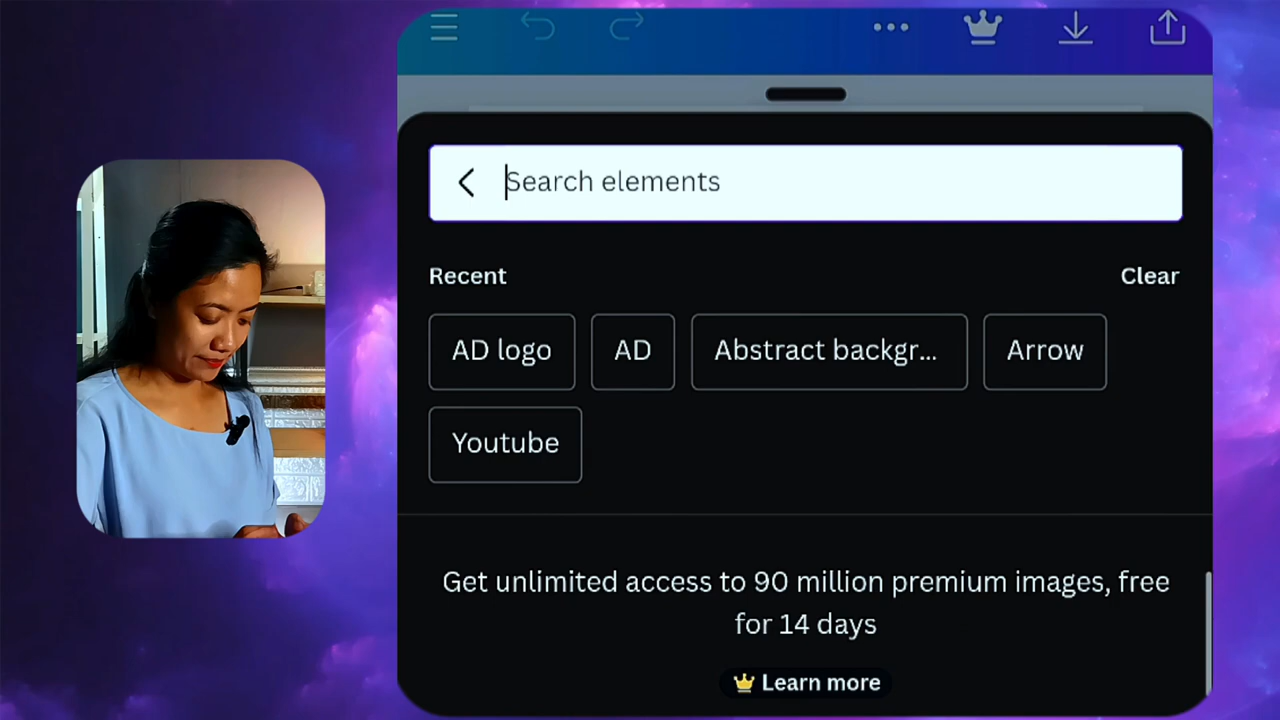 Search elements
Recent
Clear
AD logo
AD
Abstract backgr...
Arrow
Youtube
Get unlimited access to 90 million premium images, free
for 14 days
Learn more